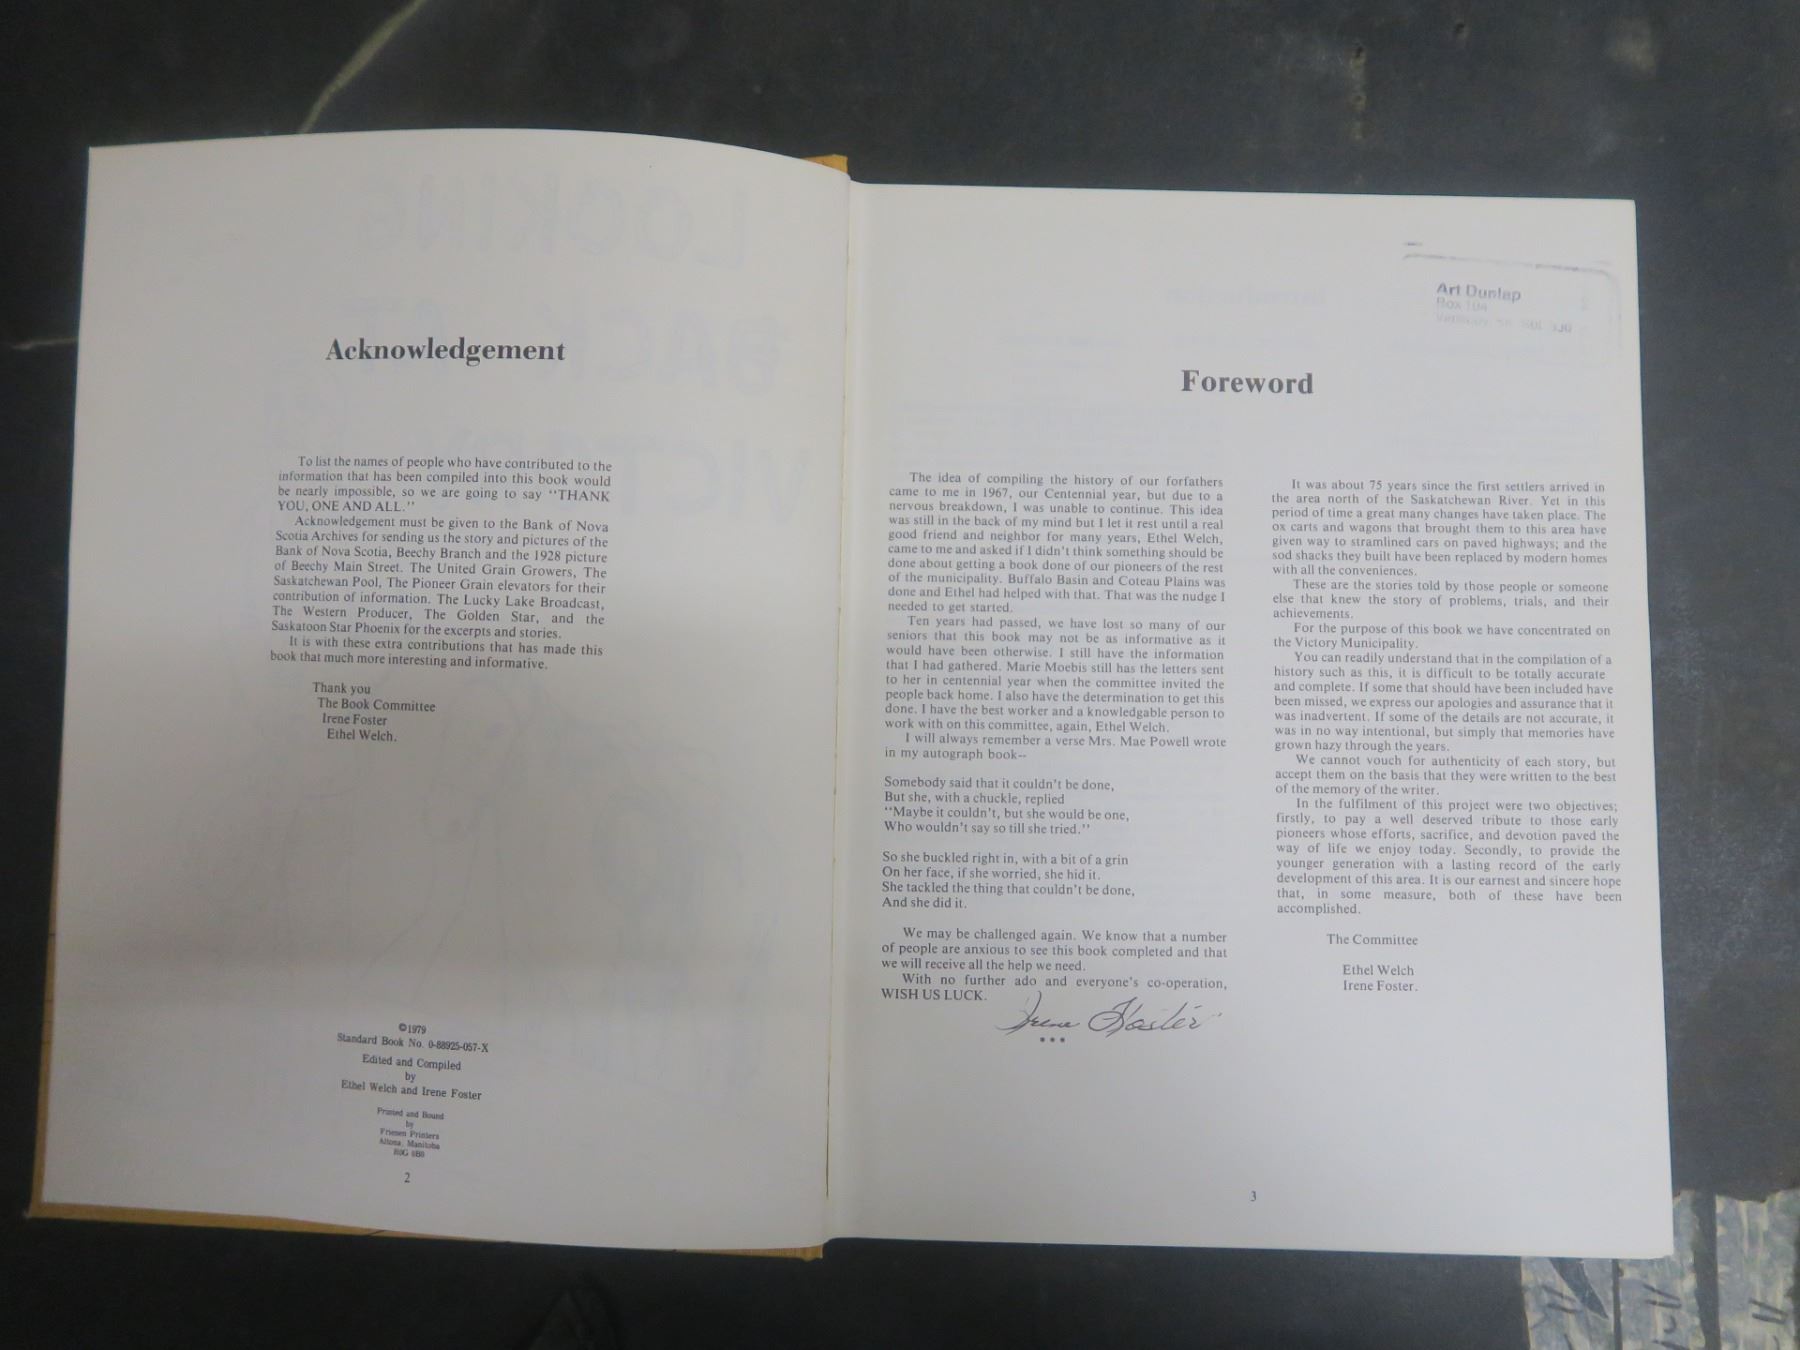 Acknowledgement
To list the names of people who have contributed to the
information that has been compiled into this book would
be nearly impossible, so we are going to say "THANK
YOU, ONE AND ALL."
Acknowledgement must be given to the Bank of Nova
Scotia Archives for sending us the story and pictures of the
Bank of Nova Scotia, Beechy Branch and the 1928 picture
of Beechy Main Street. The United Grain Growers, The
Saskatchewan Pool, The Pioneer Grain elevators for their
contribution of information. The Lucky Lake Broadcast,
The Western Producer, The Golden Star, and the
Saskatoon Star Phoenix for the excerpts and stories.
It is with these extra contributions that has made this
book that much more interesting and informative.
Thank you
The Book Committee
Irene Foster
Ethel Welch.
©1979
Standard Book No. 0-88925-057-X
Edited and Compiled
by
Ethel Welch and Irene Foster
Printed and Bound
by
Friesen Printers
Altona, Manitoba
R0G 0B0
2
Art Dunlap
Box 104
Foreword
The idea of compiling the history of our forfathers
came to me in 1967, our Centennial year, but due to a
nervous breakdown, I was unable to continue. This idea
was still in the back of my mind but I let it rest until a real
good friend and neighbor for many years, Ethel Welch,
came to me and asked if I didn't think something should be
done about getting a book done of our pioneers of the rest
of the municipality. Buffalo Basin and Coteau Plains was
done and Ethel had helped with that. That was the nudge I
needed to get started.
Ten years had passed, we have lost so many of our
seniors that this book may not be as informative as it
would have been otherwise. I still have the information
that I had gathered. Marie Moebis still has the letters sent
to her in centennial year when the committee invited the
people back home. I also have the determination to get this
done. I have the best worker and a knowledgable person to
work with on this committee, again, Ethel Welch.
I will always remember a verse Mrs. Mae Powell wrote
in my autograph book--
Somebody said that it couldn't be done,
But she, with a chuckle, replied
"Maybe it couldn't, but she would be one,
Who wouldn't say so till she tried."
So she buckled right in, with a bit of a grin
On her face, if she worried, she hid it.
She tackled the thing that couldn't be done,
And she did it.
We may be challenged again. We know that a number
of people are anxious to see this book completed and that
we will receive all the help we need.
With no further ado and everyone's co-operation,
WISH US LUCK.
Irene Foster
***
It was about 75 years since the first settlers arrived in
the area north of the Saskatchewan River. Yet in this
period of time a great many changes have taken place. The
ox carts and wagons that brought them to this area have
given way to stramlined cars on paved highways; and the
sod shacks they built have been replaced by modern homes
with all the conveniences.
These are the stories told by those people or someone
else that knew the story of problems, trials, and their
achievements.
For the purpose of this book we have concentrated on
the Victory Municipality.
You can readily understand that in the compilation of a
history such as this, it is difficult to be totally accurate
and complete. If some that should have been included have
been missed, we express our apologies and assurance that it
was inadvertent. If some of the details are not accurate, it
was in no way intentional, but simply that memories have
grown hazy through the years.
We cannot vouch for authenticity of each story, but
accept them on the basis that they were written to the best
of the memory of the writer.
In the fulfilment of this project were two objectives;
firstly, to pay a well deserved tribute to those early
pioneers whose efforts, sacrifice, and devotion paved the
way of life we enjoy today. Secondly, to provide the
younger generation with a lasting record of the early
development of this area. It is our earnest and sincere hope
that, in some measure, both of these have been
accomplished.
The Committee
Ethel Welch
Irene Foster.
3